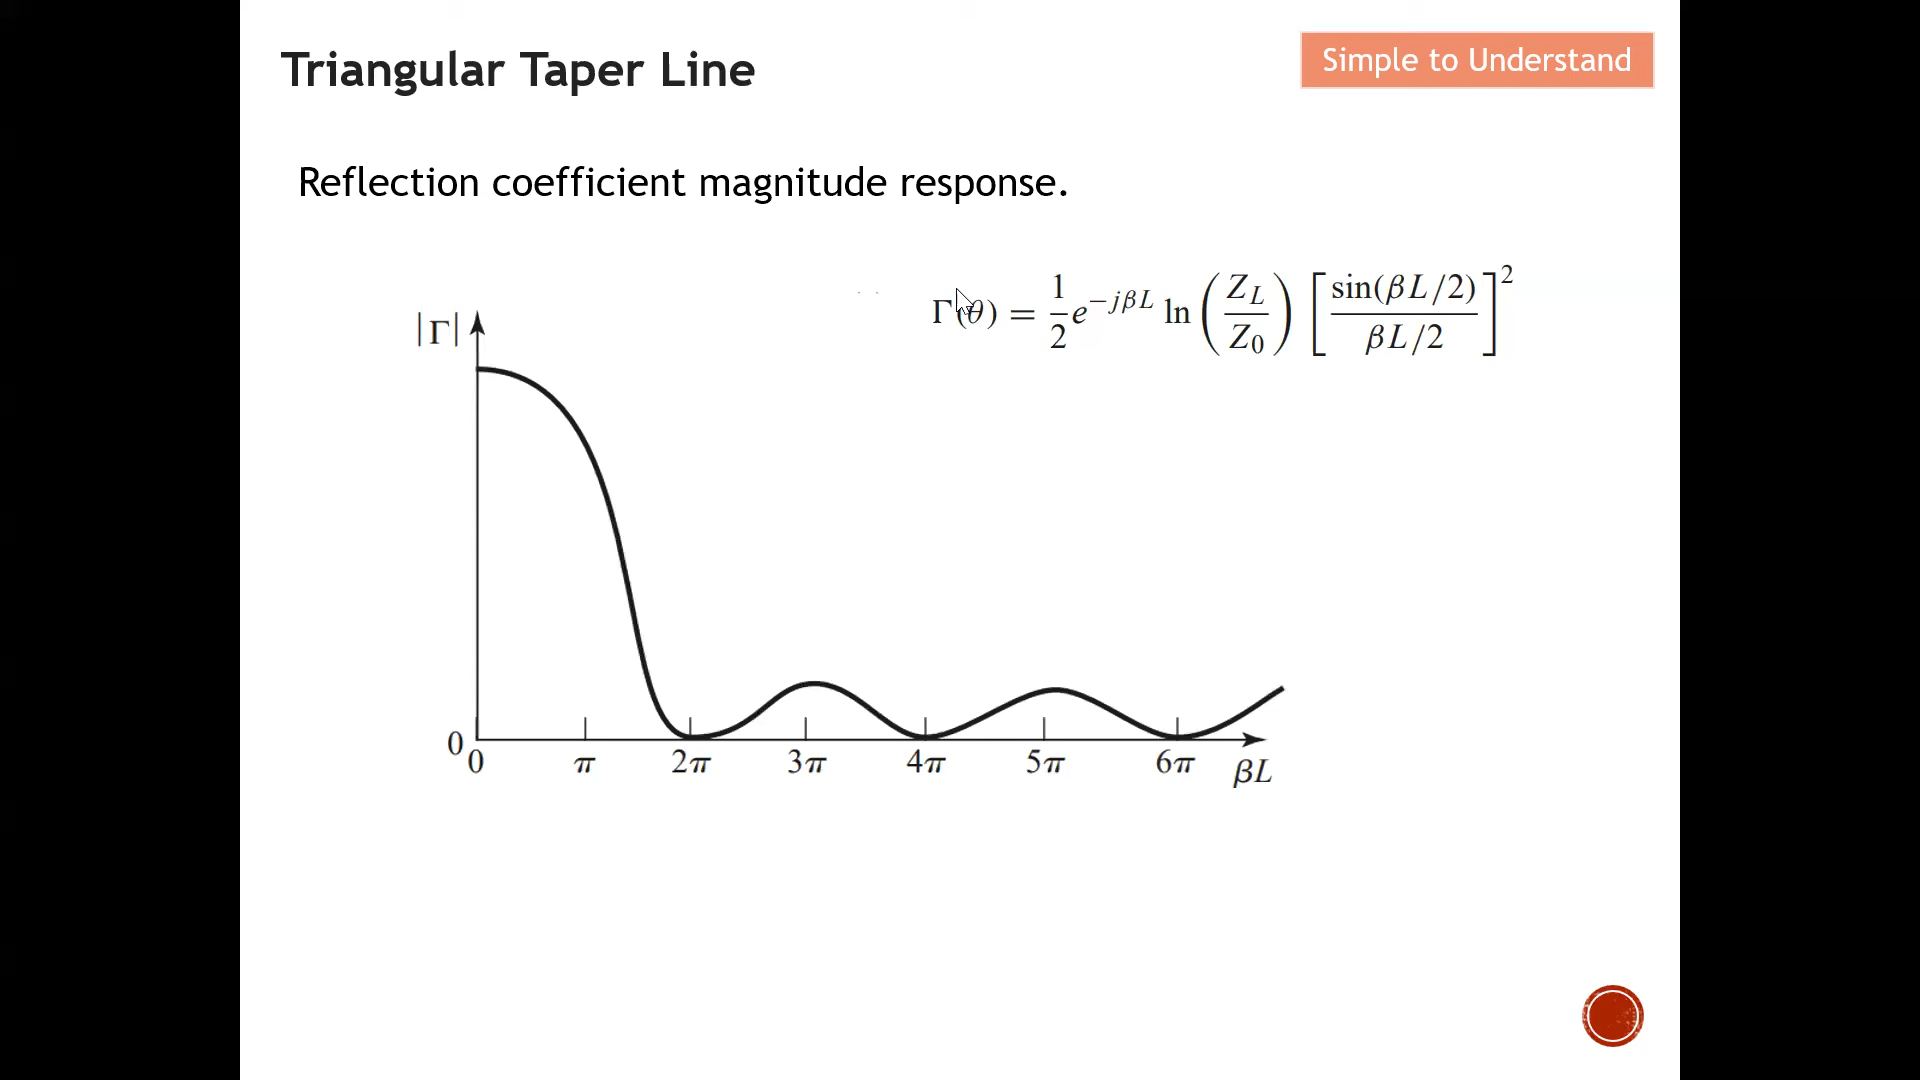 Triangular Taper Line
Simple to Understand
Reflection coefficient magnitude response.
Γ(θ) = 1/2 e^{−jβL} ln(Z_L/Z_0) [sin(βL/2)/βL/2]^2
|Γ|
0
0 π 2π 3π 4π 5π 6π βL